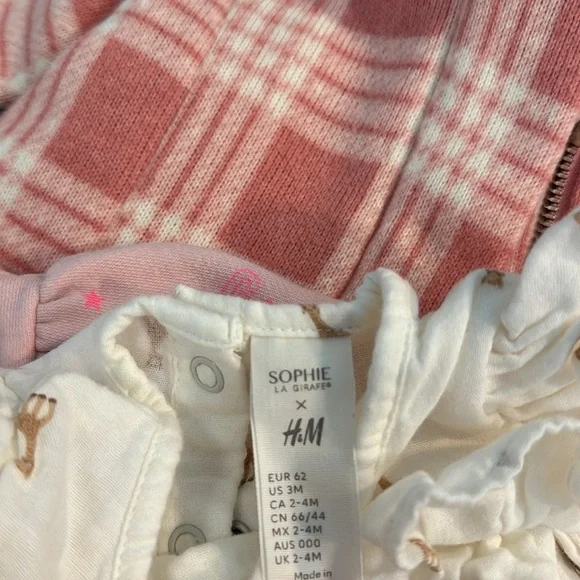 SOPHIE
LA GIRAFE®
×
H&M
EUR 62
US 3M
CA 2-4M
CN 66/44
MX 2-4M
AUS 000
UK 2-4M
Made in